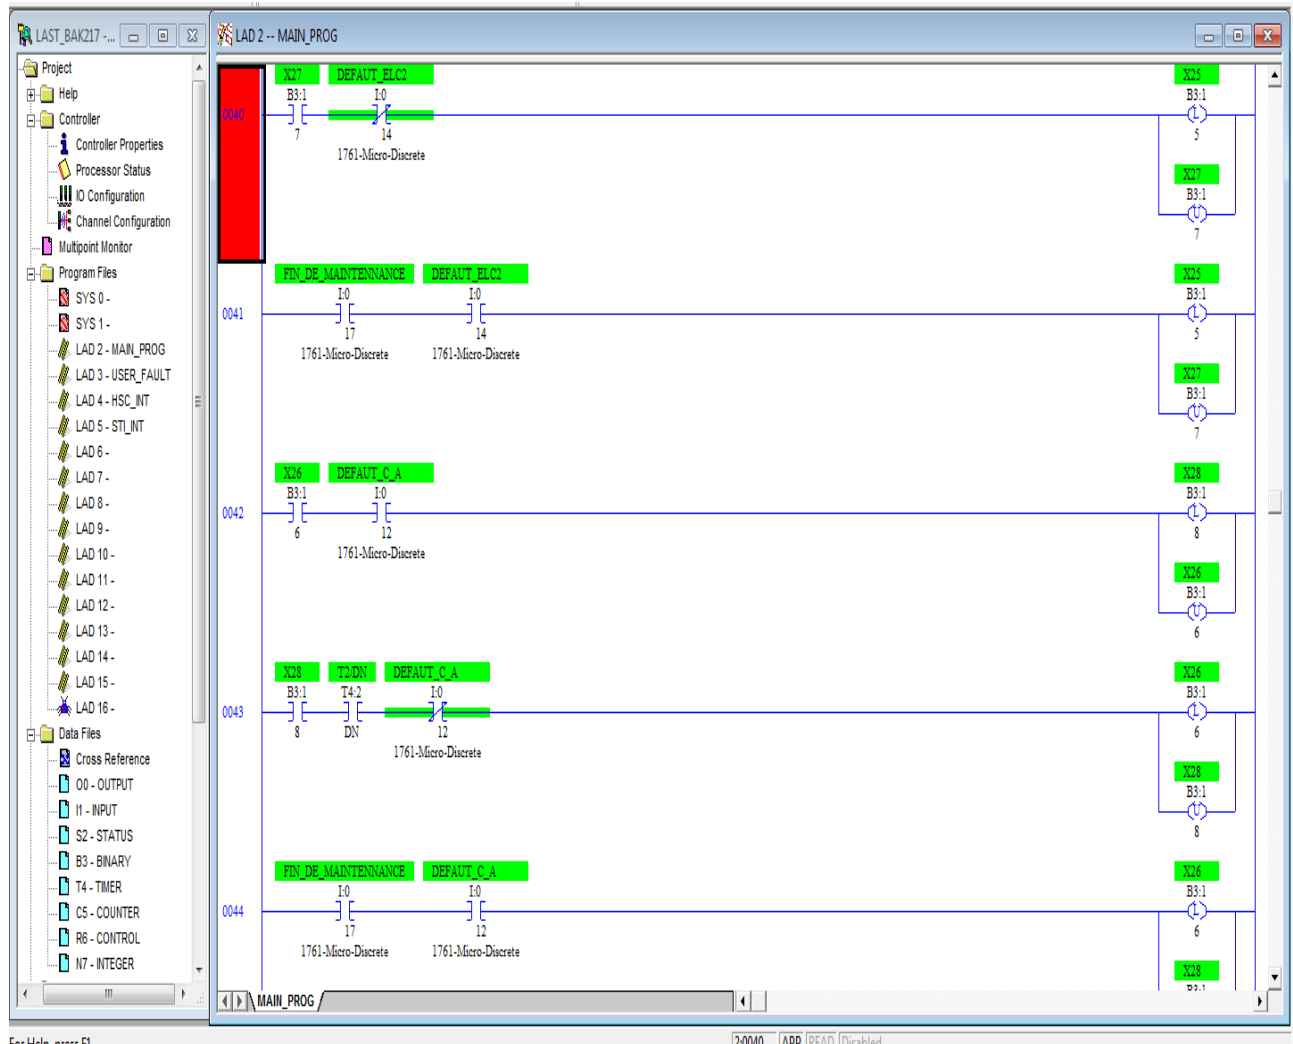 LAST_BAK217 -...
LAD 2 -- MAIN_PROG
Project
Help
Controller
Controller Properties
Processor Status
IO Configuration
Channel Configuration
Multipoint Monitor
Program Files
SYS 0 -
SYS 1 -
LAD 2 - MAIN_PROG
LAD 3 - USER_FAULT
LAD 4 - HSC_INT
LAD 5 - STI_INT
LAD 6 -
LAD 7 -
LAD 8 -
LAD 9 -
LAD 10 -
LAD 11 -
LAD 12 -
LAD 13 -
LAD 14 -
LAD 15 -
LAD 16 -
Data Files
Cross Reference
O0 - OUTPUT
I1 - INPUT
S2 - STATUS
B3 - BINARY
T4 - TIMER
C5 - COUNTER
R6 - CONTROL
N7 - INTEGER
X27 DEFAUT_ELC2 X25
B3:1 I:0 B3:1
0040 L
7 14 5
1761-Micro-Discrete
X27
B3:1
U
7
FIN_DE_MAINTENNANCE DEFAUT_ELC2 X25
I:0 I:0 B3:1
0041 L
17 14 5
1761-Micro-Discrete 1761-Micro-Discrete
X27
B3:1
U
7
X26 DEFAUT_C_A X28
B3:1 I:0 B3:1
0042 L
6 12 8
1761-Micro-Discrete
X26
B3:1
U
6
X28 T2/DN DEFAUT_C_A X26
B3:1 T4:2 I:0 B3:1
0043 L
8 DN 12 6
1761-Micro-Discrete
X28
B3:1
U
8
FIN_DE_MAINTENNANCE DEFAUT_C_A X26
I:0 I:0 B3:1
0044 L
17 12 6
1761-Micro-Discrete 1761-Micro-Discrete
X28
B3:1
MAIN_PROG
For Help, press F1
2:0040 APP READ Disabled